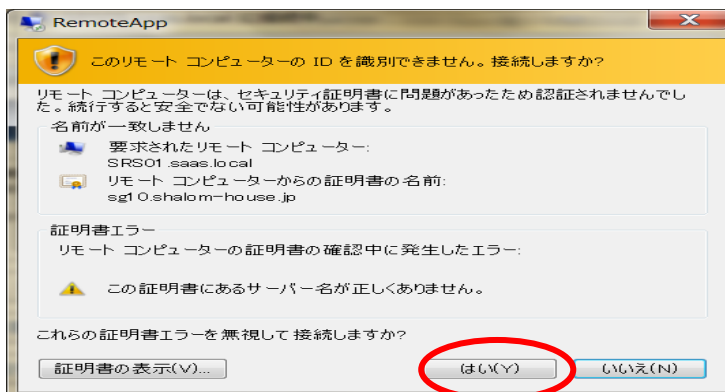 RemoteApp
このリモート コンピューターの ID を識別できません。接続しますか?
リモート コンピューターは、セキュリティ証明書に問題があったため認証されませんでし
た。続行すると安全でない可能性があります。
名前が一致しません
要求されたリモート コンピューター:
SRS01.saas.local
リモート コンピューターからの証明書の名前:
sg10.shalom-house.jp
証明書エラー
リモート コンピューターの証明書の確認中に発生したエラー:
この証明書にあるサーバー名が正しくありません。
これらの証明書エラーを無視して接続しますか?
証明書の表示(V)... はい(Y) いいえ(N)